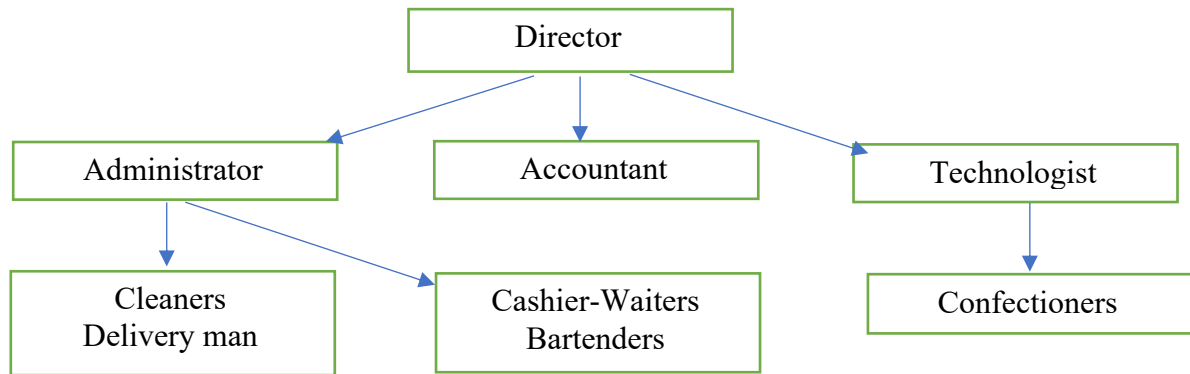 Director
Administrator
Accountant
Technologist
Cleaners
Delivery man
Cashier-Waiters
Bartenders
Confectioners